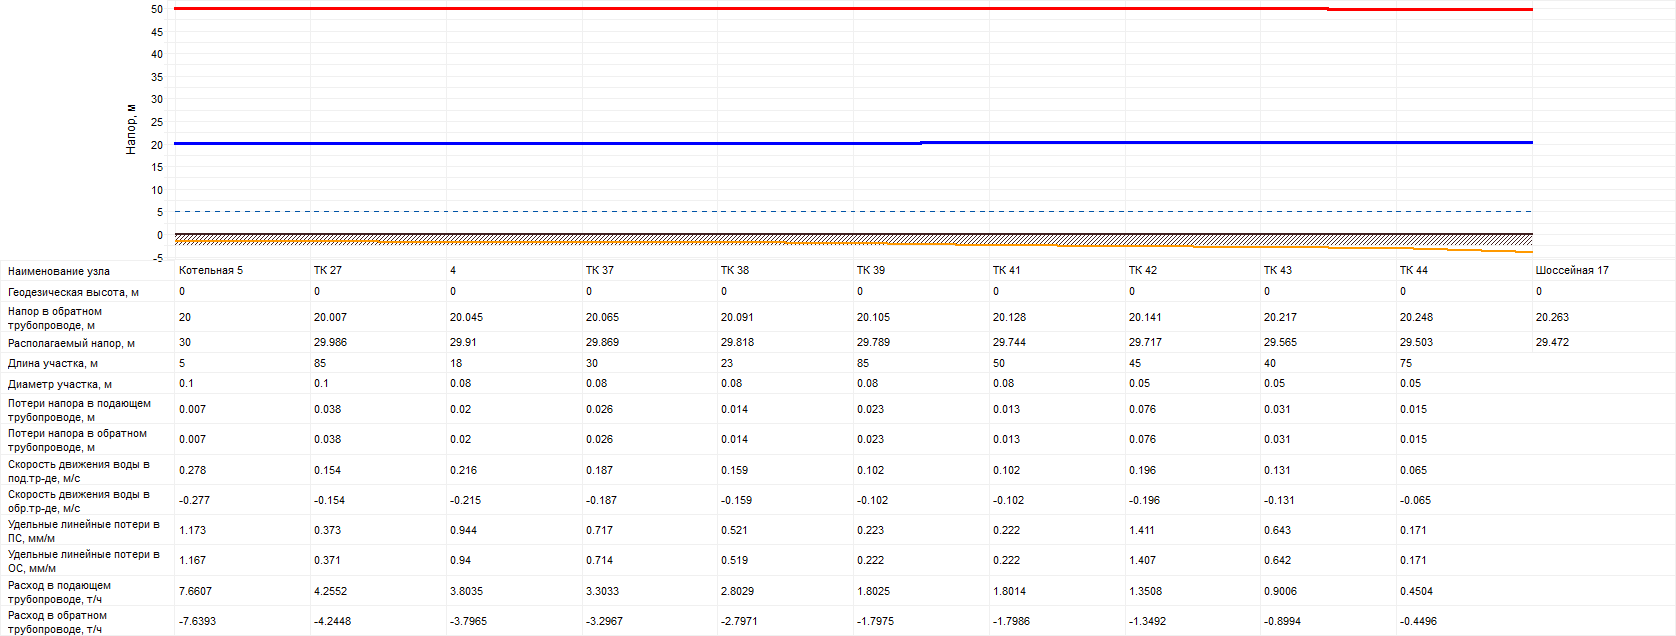 50
45
40
35
30
25
20
15
10
5
0
-5
Напор, м
Наименование узла Котельная 5 ТК 27 4 ТК 37 ТК 38 ТК 39 ТК 41 ТК 42 ТК 43 ТК 44 Шоссейная 17
Геодезическая высота, м 0 0 0 0 0 0 0 0 0 0 0
Напор в обратном
трубопроводе, м 20 20.007 20.045 20.065 20.091 20.105 20.128 20.141 20.217 20.248 20.263
Располагаемый напор, м 30 29.986 29.91 29.869 29.818 29.789 29.744 29.717 29.565 29.503 29.472
Длина участка, м 5 85 18 30 23 85 50 45 40 75
Диаметр участка, м 0.1 0.1 0.08 0.08 0.08 0.08 0.08 0.05 0.05 0.05
Потери напора в подающем
трубопроводе, м 0.007 0.038 0.02 0.026 0.014 0.023 0.013 0.076 0.031 0.015
Потери напора в обратном
трубопроводе, м 0.007 0.038 0.02 0.026 0.014 0.023 0.013 0.076 0.031 0.015
Скорость движения воды в
под.тр-де, м/с 0.278 0.154 0.216 0.187 0.159 0.102 0.102 0.196 0.131 0.065
Скорость движения воды в
обр.тр-де, м/с -0.277 -0.154 -0.215 -0.187 -0.159 -0.102 -0.102 -0.196 -0.131 -0.065
Удельные линейные потери в
ПС, мм/м 1.173 0.373 0.944 0.717 0.521 0.223 0.222 1.411 0.643 0.171
Удельные линейные потери в
ОС, мм/м 1.167 0.371 0.94 0.714 0.519 0.222 0.222 1.407 0.642 0.171
Расход в подающем
трубопроводе, т/ч 7.6607 4.2552 3.8035 3.3033 2.8029 1.8025 1.8014 1.3508 0.9006 0.4504
Расход в обратном
трубопроводе, т/ч -7.6393 -4.2448 -3.7965 -3.2967 -2.7971 -1.7975 -1.7986 -1.3492 -0.8994 -0.4496